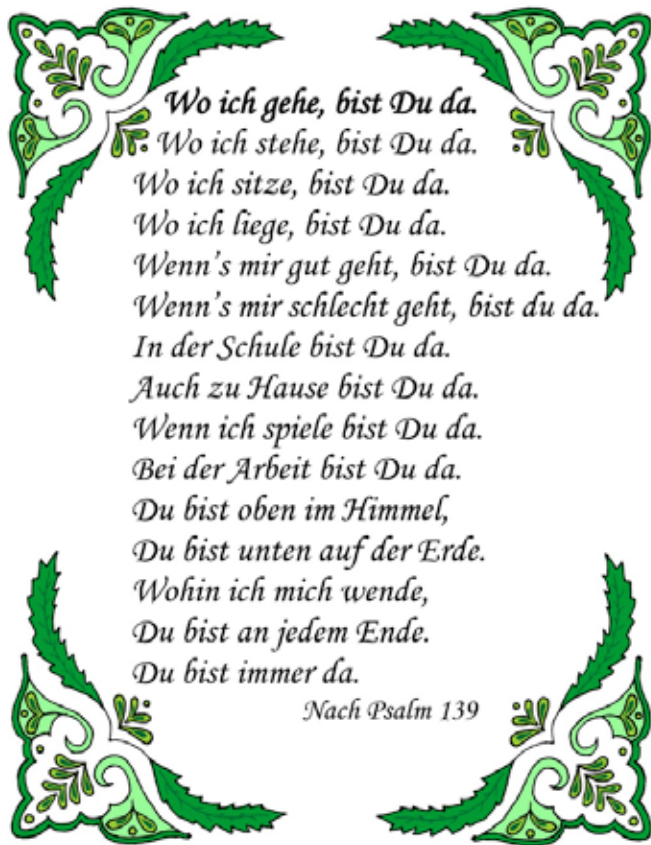 Wo ich gehe, bist Du da.
Wo ich stehe, bist Du da.
Wo ich sitze, bist Du da.
Wo ich liege, bist Du da.
Wenn's mir gut geht, bist Du da.
Wenn's mir schlecht geht, bist du da.
In der Schule bist Du da.
Auch zu Hause bist Du da.
Wenn ich spiele bist Du da.
Bei der Arbeit bist Du da.
Du bist oben im Himmel,
Du bist unten auf der Erde.
Wohin ich mich wende,
Du bist an jedem Ende.
Du bist immer da.
Nach Psalm 139